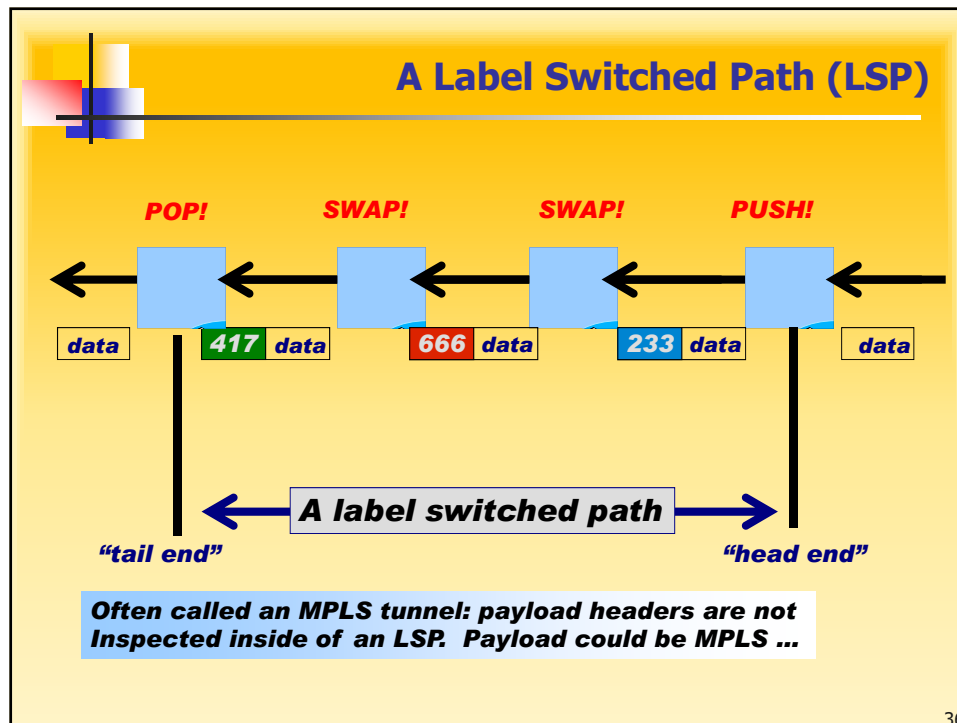 A Label Switched Path (LSP)
POP! SWAP! SWAP! PUSH!
data 417 data 666 data 233 data data
A label switched path
“tail end” “head end”
Often called an MPLS tunnel: payload headers are not
Inspected inside of an LSP. Payload could be MPLS ...